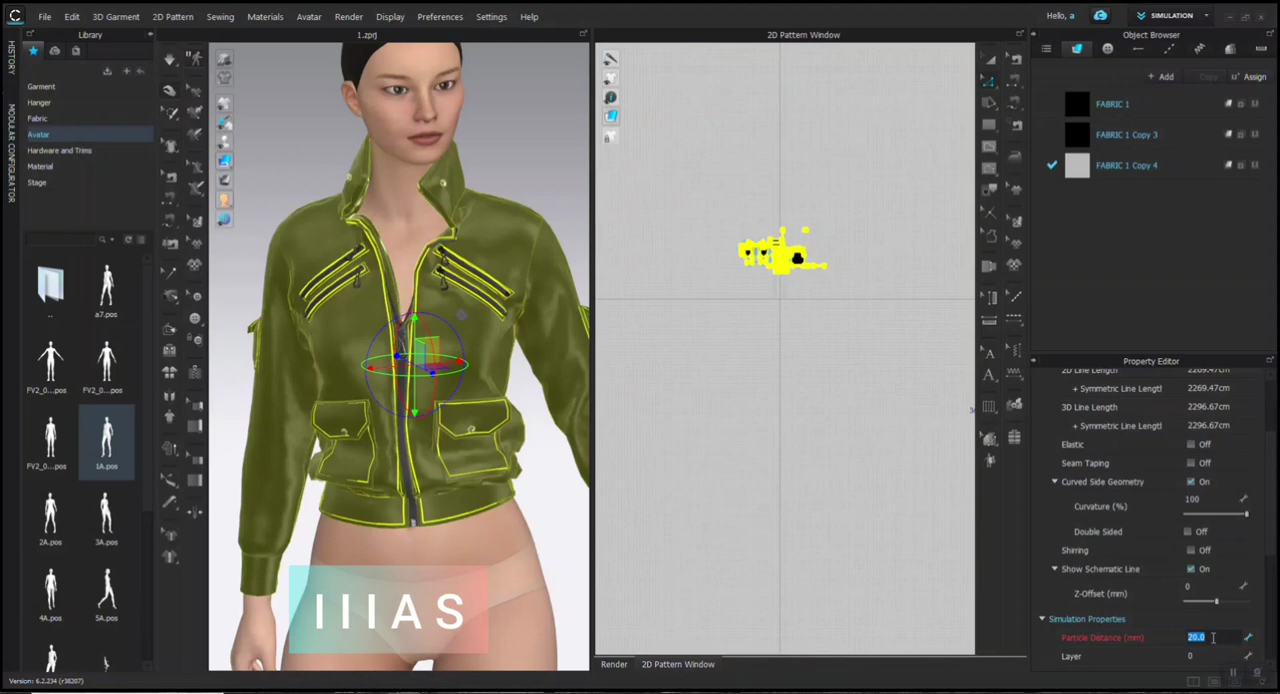 File Edit 3D Garment 2D Pattern Sewing Materials Avatar Render Display Preferences Settings Help
Hello, a
SIMULATION
HISTORY
MODULAR CONFIGURATOR
Library
Garment
Hanger
Fabric
Avatar
Hardware and Trims
Material
Stage
..
a7.pos
FV2_0....pos
FV2_0....pos
FV2_0....pos
1A.pos
2A.pos
3A.pos
4A.pos
5A.pos
1.zprj
IIIAS
2D Pattern Window
Render
2D Pattern Window
Object Browser
+ Add
Copy
Assign
FABRIC 1
FABRIC 1 Copy 3
FABRIC 1 Copy 4
Property Editor
2D Line Length 2269.47cm
+ Symmetric Line Lengtl 2269.47cm
3D Line Length 2296.67cm
+ Symmetric Line Lengtl 2296.67cm
Elastic Off
Seam Taping Off
Curved Side Geometry On
Curvature (%) 100
Double Sided Off
Shirring Off
Show Schematic Line On
Z-Offset (mm) 0
Simulation Properties
Particle Distance (mm) 20.0
Layer 0
Version: 6.2.234 (r38207)